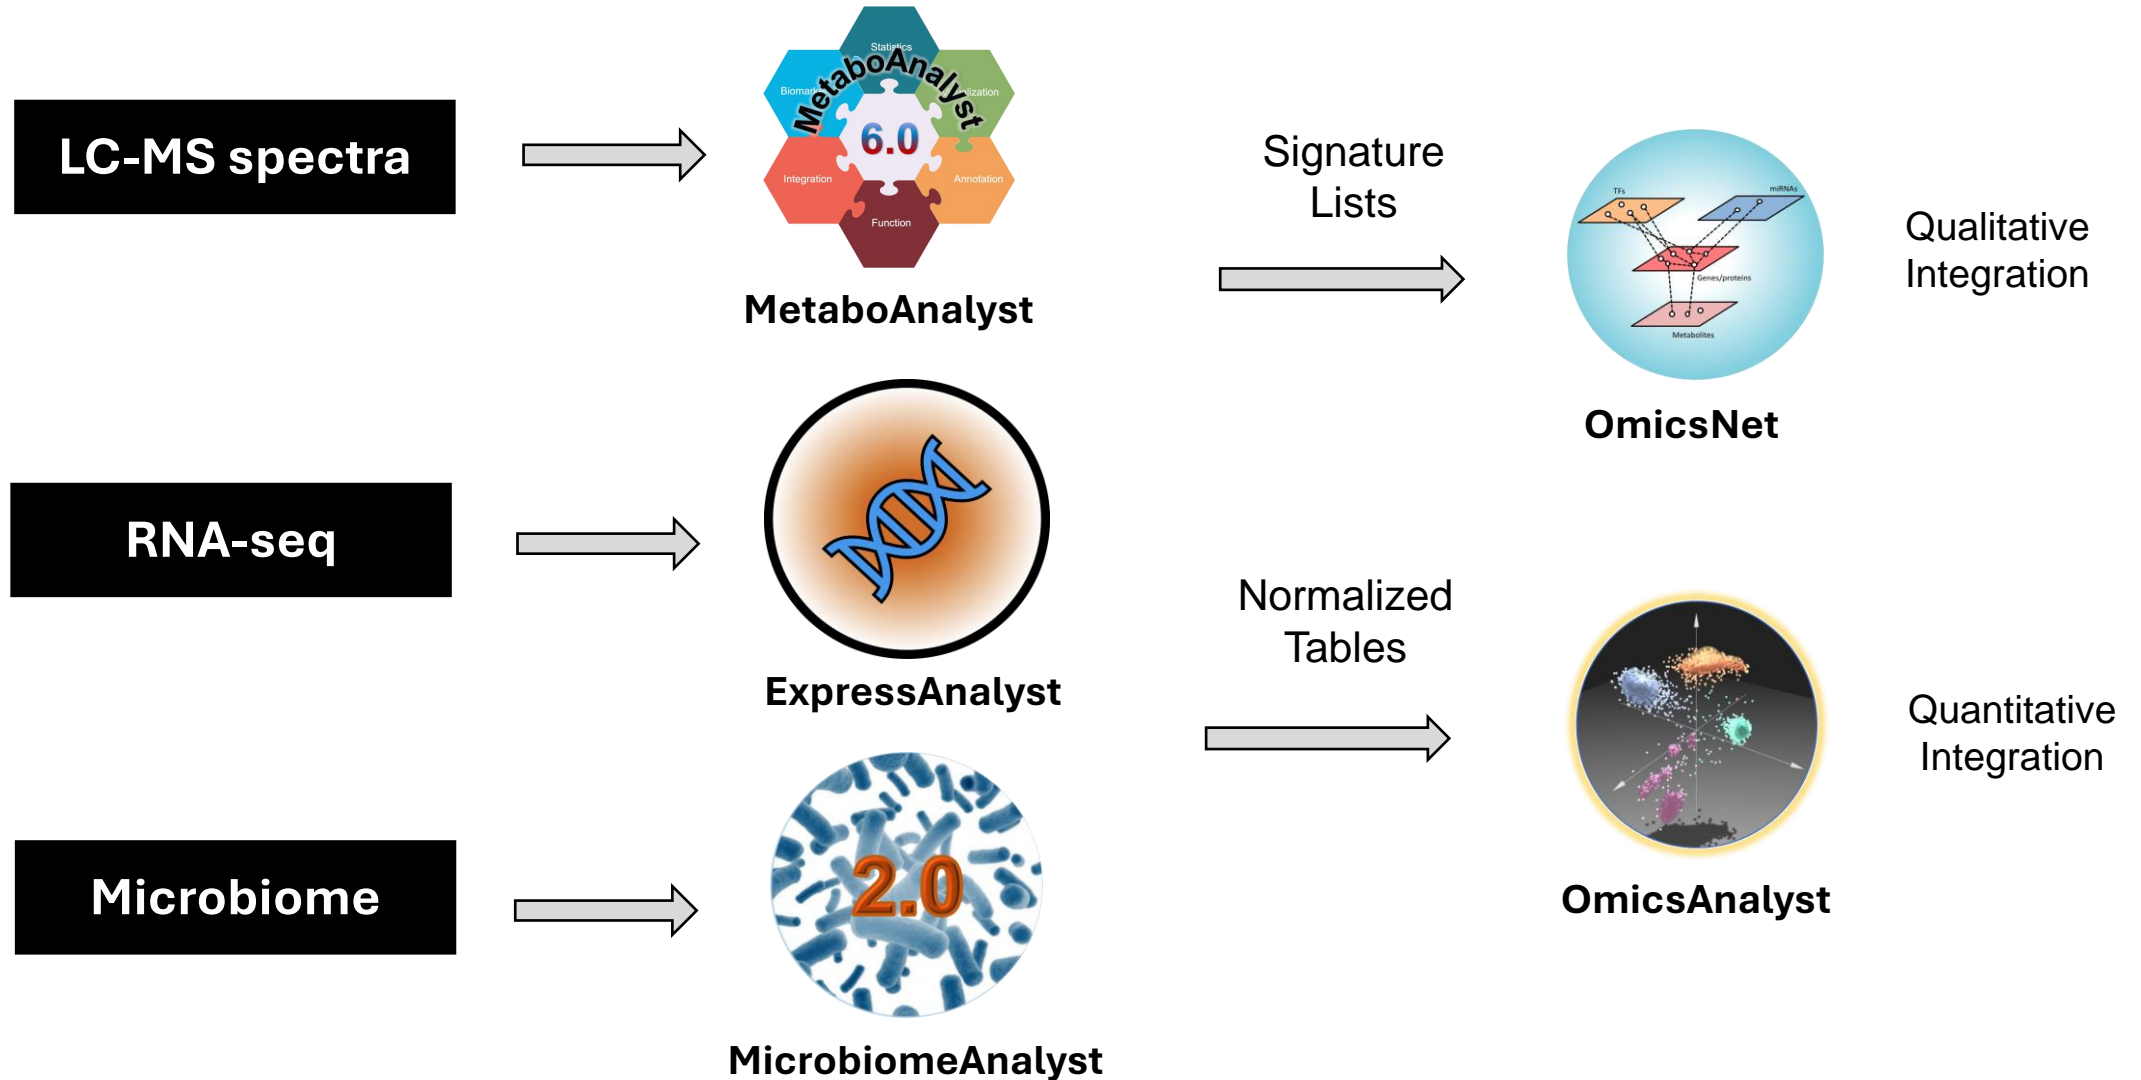 LC-MS spectra
Statistics
Integration
Annotation
Function
MetaboAnalyst
6.0
MetaboAnalyst
Signature
Lists
TFs
miRNAs
Genes/proteins
Metabolites
OmicsNet
Qualitative
Integration
RNA-seq
ExpressAnalyst
Normalized
Tables
OmicsAnalyst
Quantitative
Integration
Microbiome
2.0
MicrobiomeAnalyst